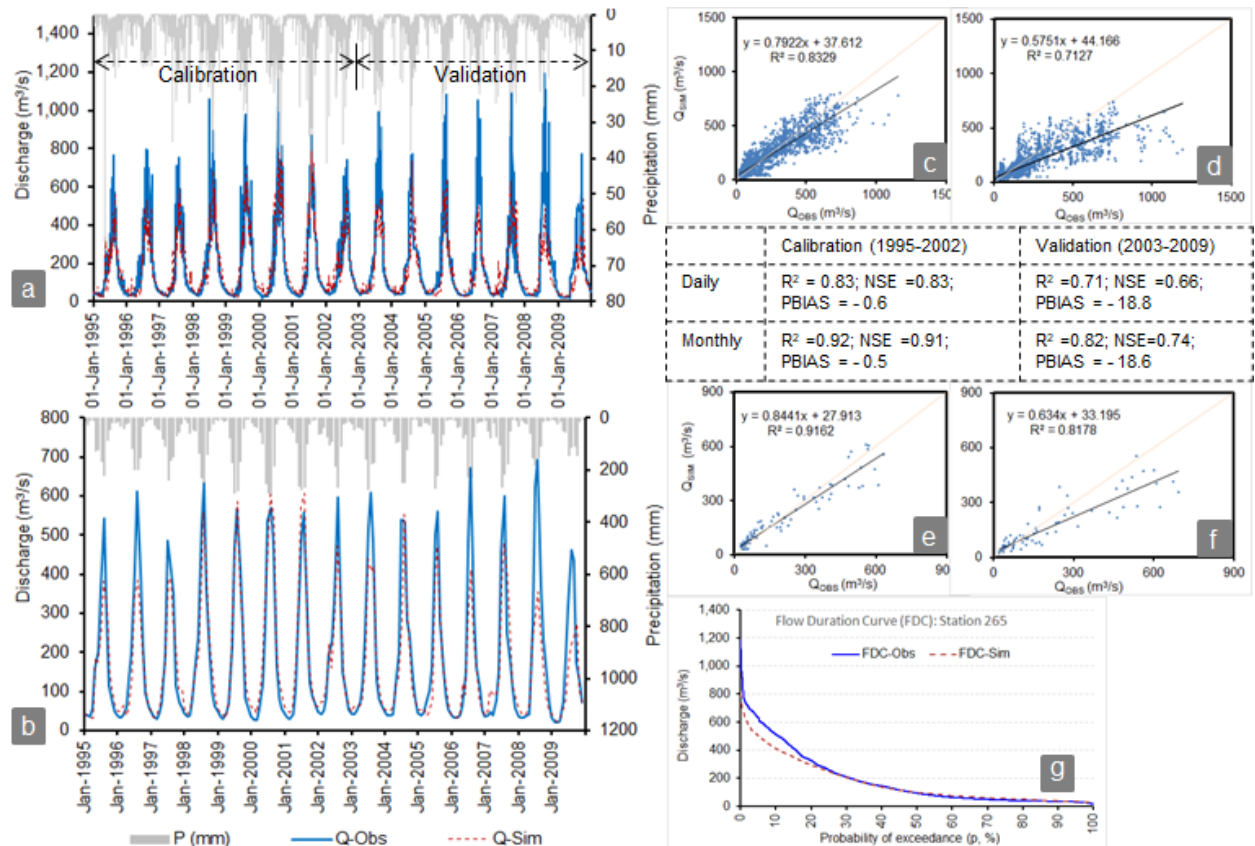 1,400
1,200
1,000
800
600
400
200
0
Discharge (m³/s)
0
10
20
30
40
50
60
70
80
Precipitation (mm)
Calibration
Validation
a
01-Jan-1995
01-Jan-1996
01-Jan-1997
01-Jan-1998
01-Jan-1999
01-Jan-2000
01-Jan-2001
01-Jan-2002
01-Jan-2003
01-Jan-2004
01-Jan-2005
01-Jan-2006
01-Jan-2007
01-Jan-2008
01-Jan-2009
800
700
600
500
400
300
200
100
0
Discharge (m³/s)
0
200
400
600
800
1000
1200
Precipitation (mm)
b
Jan-1995
Jan-1996
Jan-1997
Jan-1998
Jan-1999
Jan-2000
Jan-2001
Jan-2002
Jan-2003
Jan-2004
Jan-2005
Jan-2006
Jan-2007
Jan-2008
Jan-2009
P (mm)
Q-Obs
Q-Sim
1500
1000
500
0
QSIM (m³/s)
y = 0.7922x + 37.612
R² = 0.8329
c
0
500
1000
150
QOBS (m³/s)
1500
1000
500
0
y = 0.5751x + 44.166
R² = 0.7127
d
0
500
1000
1500
QOBS (m³/s)
Calibration (1995-2002)
Validation (2003-2009)
Daily
R² = 0.83; NSE =0.83;
PBIAS = - 0.6
R² =0.71; NSE =0.66;
PBIAS = - 18.8
Monthly
R² =0.92; NSE =0.91;
PBIAS = - 0.5
R² =0.82; NSE=0.74;
PBIAS = - 18.6
900
600
300
0
QSIM (m³/s)
y = 0.8441x + 27.913
R² = 0.9162
e
0
300
600
90
QOBS (m³/s)
900
600
300
0
y = 0.634x + 33.195
R² = 0.8178
f
0
300
600
900
QOBS (m³/s)
Flow Duration Curve (FDC): Station 265
FDC-Obs
FDC-Sim
1,400
1,200
1,000
800
600
400
200
0
Discharge (m³/s)
g
0
10
20
30
40
50
60
70
80
90
100
Probability of exceedance (p, %)